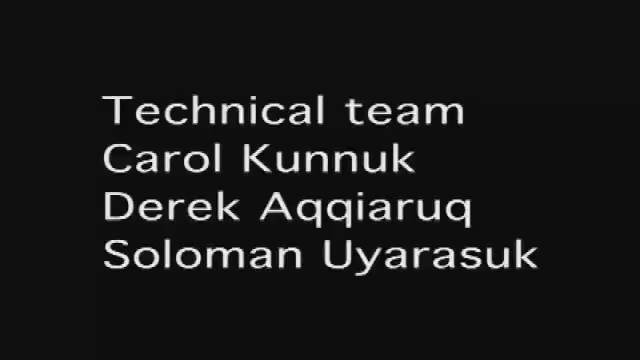 Technical team
Carol Kunnuk
Derek Aqqiaruq
Soloman Uyarasuk